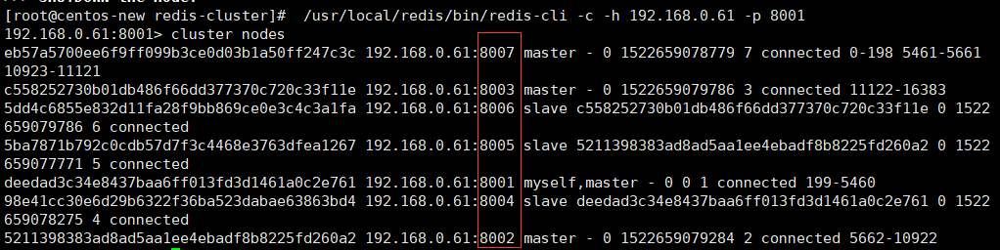 [root@centos-new redis-cluster]#  /usr/local/redis/bin/redis-cli -c -h 192.168.0.61 -p 8001
192.168.0.61:8001> cluster nodes
eb57a5700ee6f9ff099b3ce0d03b1a50ff247c3c 192.168.0.61:8007 master - 0 1522659078779 7 connected 0-198 5461-5661
10923-11121
c558252730b01db486f66dd377370c720c33f11e 192.168.0.61:8003 master - 0 1522659079786 3 connected 11122-16383
5dd4c6855e832d11fa28f9bb869ce0e3c4c3a1fa 192.168.0.61:8006 slave c558252730b01db486f66dd377370c720c33f11e 0 1522
659079786 6 connected
5ba7871b792c0cdb57d7f3c4468e3763dfea1267 192.168.0.61:8005 slave 5211398383ad8ad5aa1ee4ebadf8b8225fd260a2 0 1522
659077771 5 connected
deedad3c34e8437baa6ff013fd3d1461a0c2e761 192.168.0.61:8001 myself,master - 0 0 1 connected 199-5460
98e41cc30e6d29b6322f36ba523dabae63863bd4 192.168.0.61:8004 slave deedad3c34e8437baa6ff013fd3d1461a0c2e761 0 1522
659078275 4 connected
5211398383ad8ad5aa1ee4ebadf8b8225fd260a2 192.168.0.61:8002 master - 0 1522659079284 2 connected 5662-10922